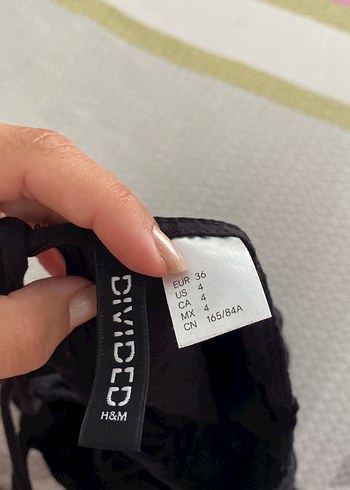 DIVIDED
H&M
EUR 36
US 4
CA 4
MX 4
CN 165/84A